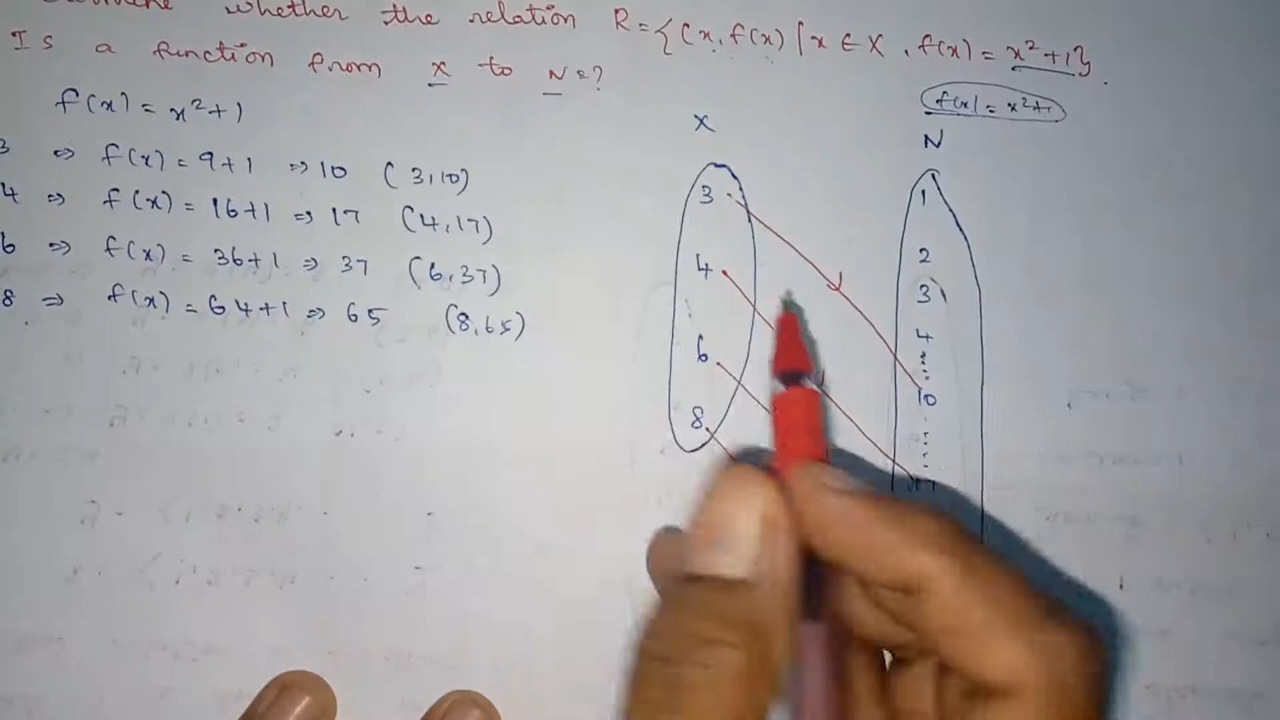 whether the relation R={(x, f(x) | x ∈ X, f(x) = x²+1}.
Is a function from x to N=?
f(x) = x²+1
3 ⇒ f(x) = 9+1 ⇒ 10 (3,10)
4 ⇒ f(x) = 16+1 ⇒ 17 (4,17)
6 ⇒ f(x) = 36+1 ⇒ 37 (6,37)
8 ⇒ f(x) = 64+1 ⇒ 65 (8,65)
X
3
4
6
8
f(x) = x²+1
N
1
2
3
4
10
17